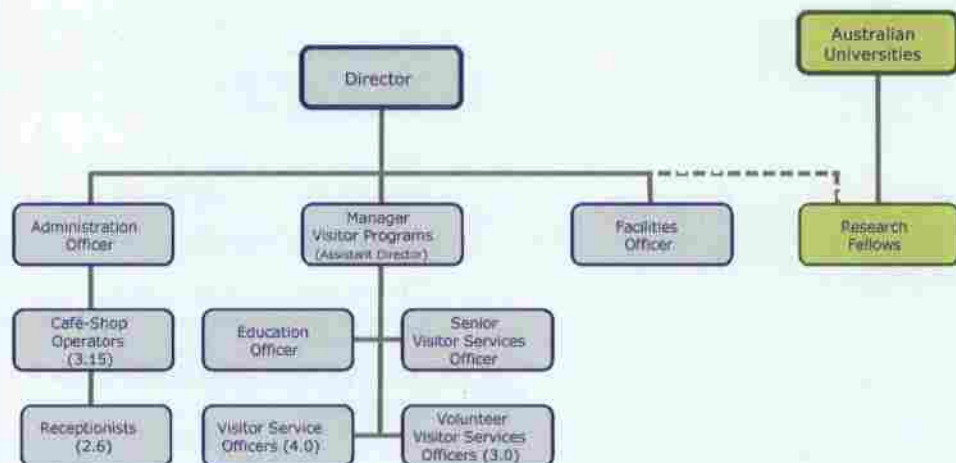 Australian
Universities
Director
Administration
Officer
Manager
Visitor Programs
(Assistant Director)
Facilities
Officer
Research
Fellows
Café-Shop
Operators
(3.15)
Education
Officer
Senior
Visitor Services
Officer
Receptionists
(2.6)
Visitor Service
Officers (4.0)
Volunteer
Visitor Services
Officers (3.0)